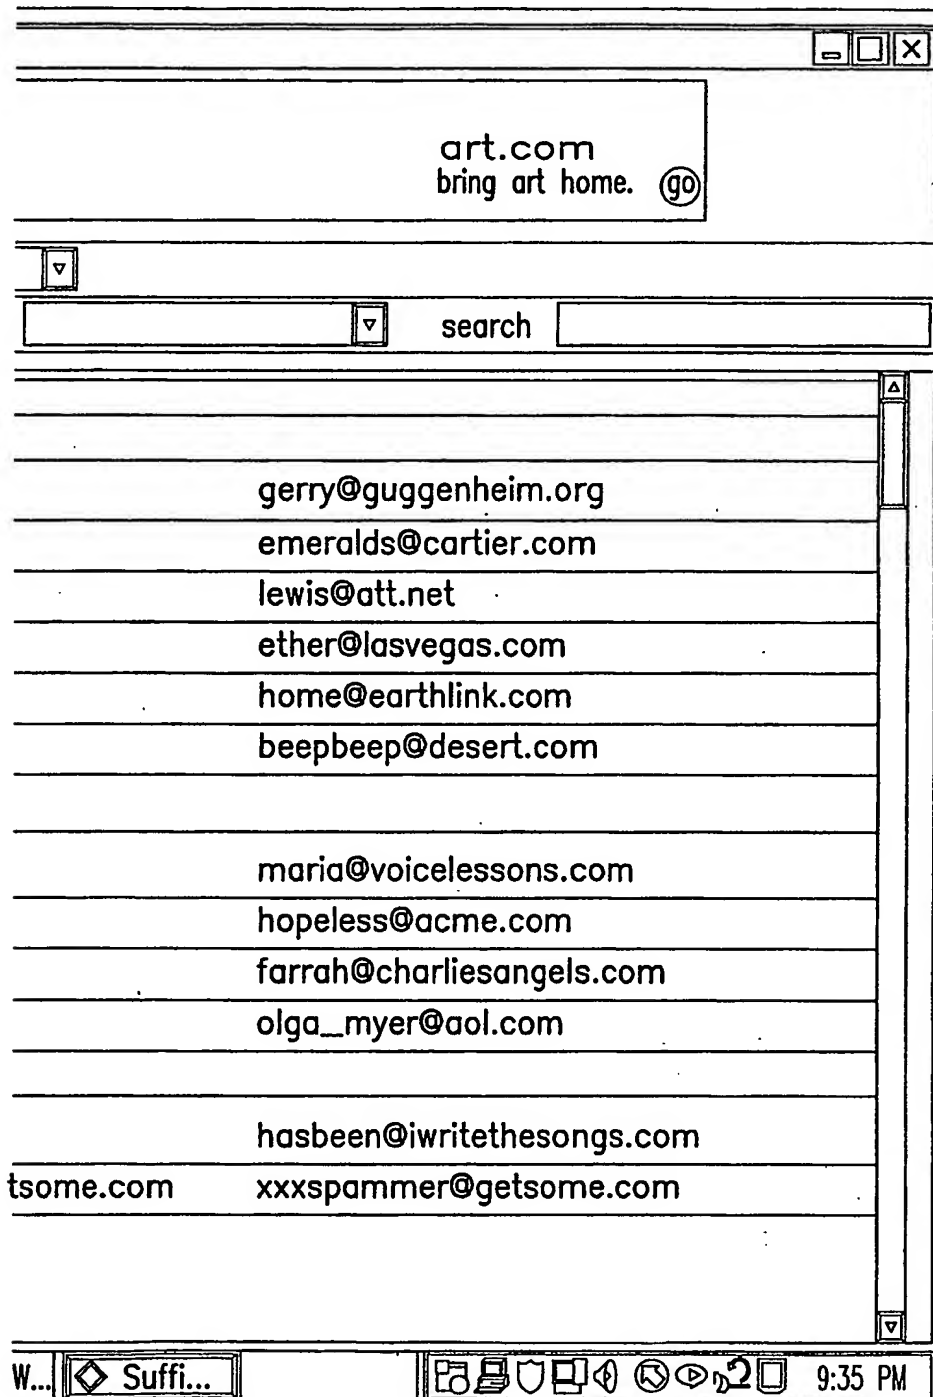 art.com
bring art home. go
search
gerry@guggenheim.org
emeralds@cartier.com
lewis@att.net
ether@lasvegas.com
home@earthlink.com
beepbeep@desert.com
maria@voicelessons.com
hopeless@acme.com
farrah@charliesangels.com
olga_myer@aol.com
hasbeen@iwritethesongs.com
tsome.com xxxspammer@getsome.com
W... Suffi... 9:35 PM